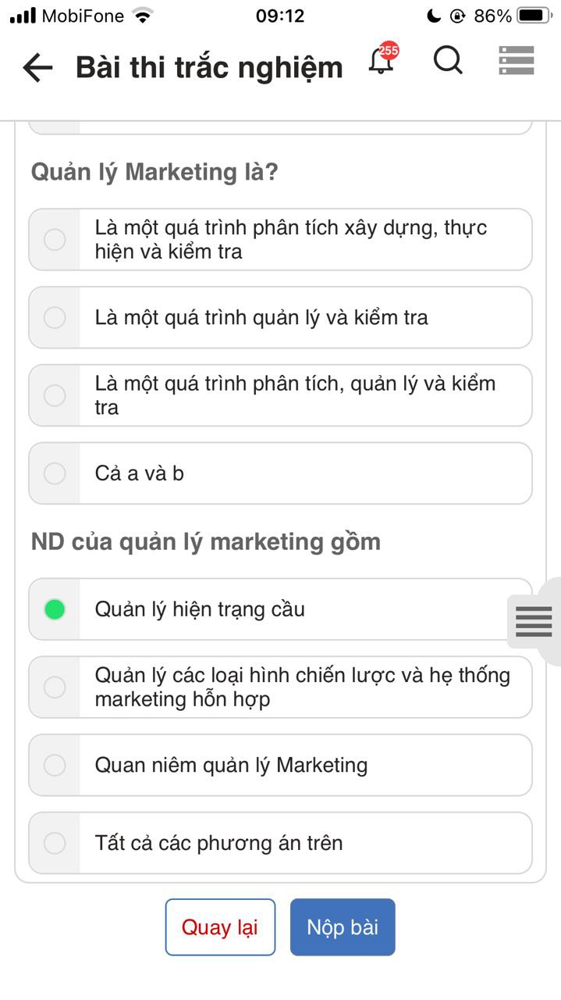 MobiFone 09:12 86%
Bài thi trắc nghiệm 255
Quản lý Marketing là?
Là một quá trình phân tích xây dựng, thực
hiện và kiểm tra
Là một quá trình quản lý và kiểm tra
Là một quá trình phân tích, quản lý và kiểm
tra
Cả a và b
ND của quản lý marketing gồm
Quản lý hiện trạng cầu
Quản lý các loại hình chiến lược và hẹ thống
marketing hỗn hợp
Quan niêm quản lý Marketing
Tất cả các phương án trên
Quay lại
Nộp bài